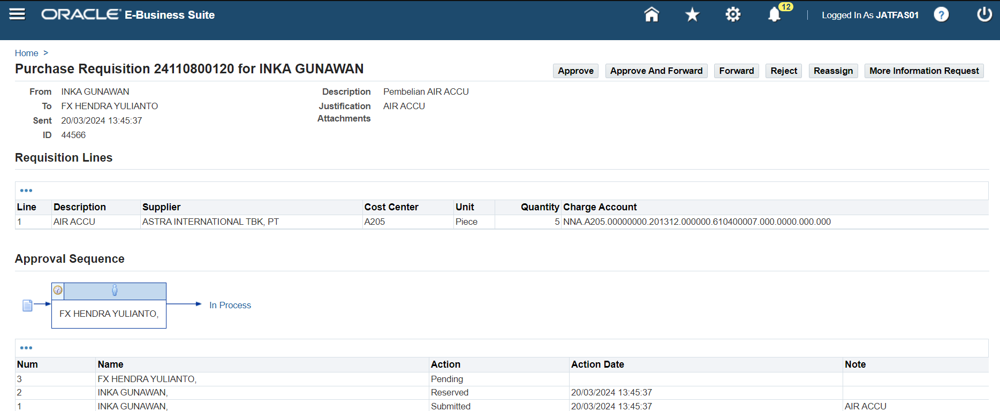 ORACLE E-Business Suite
12
Logged In As JATFAS01
?
Home >
Purchase Requisition 24110800120 for INKA GUNAWAN
Approve
Approve And Forward
Forward
Reject
Reassign
More Information Request
From INKA GUNAWAN
To FX HENDRA YULIANTO
Sent 20/03/2024 13:45:37
ID 44566
Description Pembelian AIR ACCU
Justification AIR ACCU
Attachments
Requisition Lines
Line Description Supplier Cost Center Unit Quantity Charge Account
1 AIR ACCU ASTRA INTERNATIONAL TBK, PT A205 Piece 5 NNA.A205.00000000.201312.000000.610400007.000.0000.000.000
Approval Sequence
FX HENDRA YULIANTO,
In Process
Num Name Action Action Date Note
3 FX HENDRA YULIANTO, Pending
2 INKA GUNAWAN, Reserved 20/03/2024 13:45:37
1 INKA GUNAWAN, Submitted 20/03/2024 13:45:37 AIR ACCU